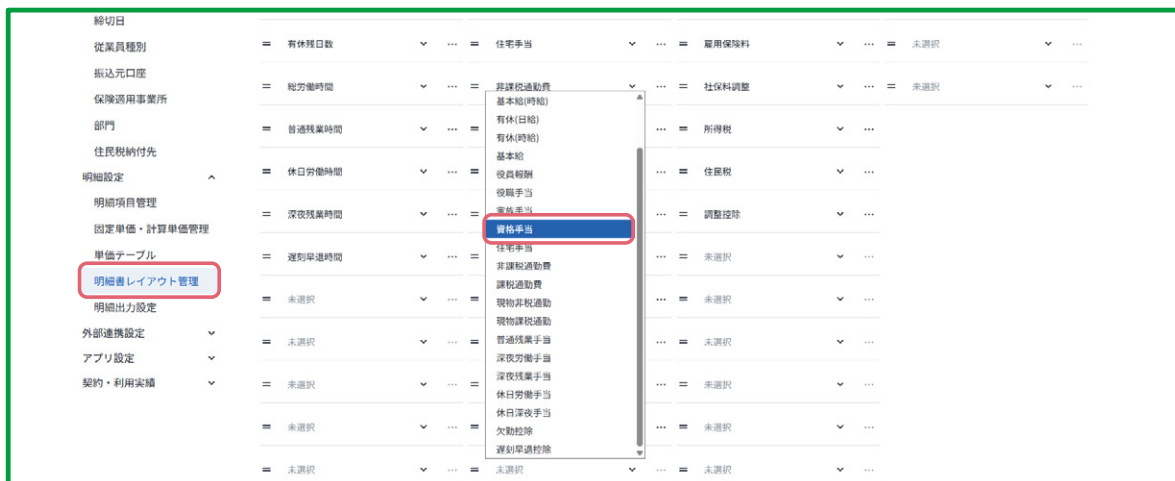 締切日
従業員種別
振込元口座
保険適用事業所
部門
住民税納付先
明細設定
明細項目管理
固定単価・計算単価管理
単価テーブル
明細書レイアウト管理
明細出力設定
外部連携設定
アプリ設定
契約・利用実績
有休残日数
総労働時間
普通残業時間
休日労働時間
深夜残業時間
遅刻早退時間
未選択
未選択
未選択
未選択
未選択
住宅手当
非課税通勤費
基本給(時給)
有休(日給)
有休(時給)
基本給
役員報酬
役職手当
家族手当
資格手当
住宅手当
非課税通勤費
課税通勤費
現物非税通勤
現物課税通勤
普通残業手当
深夜労働手当
深夜残業手当
休日労働手当
休日深夜手当
欠勤控除
遅刻早退控除
未選択
雇用保険料
社保料調整
所得税
住民税
調整控除
未選択
未選択
未選択
未選択
未選択
未選択
未選択
未選択